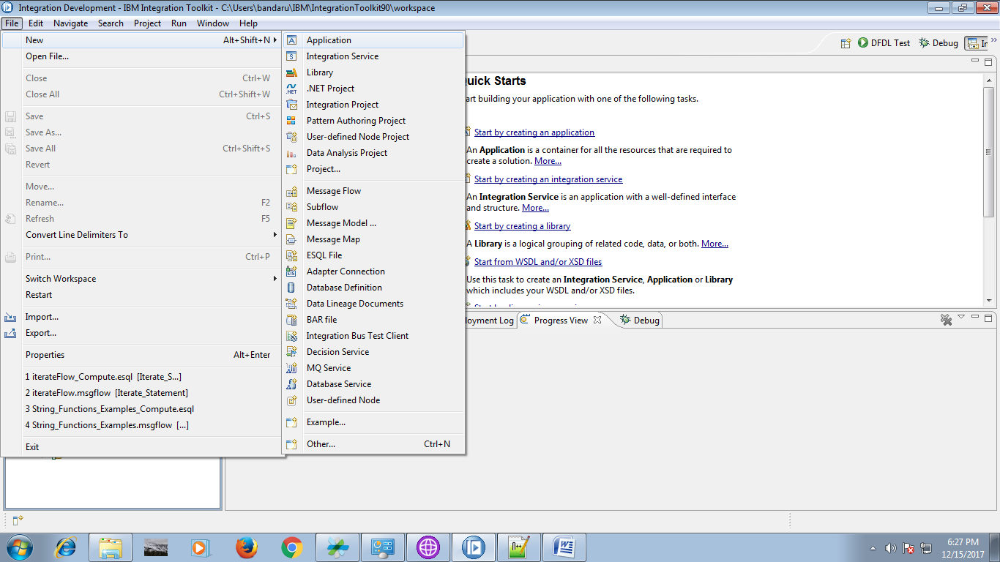 Integration Development - IBM Integration Toolkit - C:\Users\bandaru\IBM\IntegrationToolkit90\workspace
File Edit Navigate Search Project Run Window Help
New Alt+Shift+N
Open File...
Close Ctrl+W
Close All Ctrl+Shift+W
Save Ctrl+S
Save As...
Save All Ctrl+Shift+S
Revert
Move...
Rename... F2
Refresh F5
Convert Line Delimiters To
Print... Ctrl+P
Switch Workspace
Restart
Import...
Export...
Properties Alt+Enter
1 iterateFlow_Compute.esql [Iterate_S...]
2 iterateFlow.msgflow [Iterate_Statement]
3 String_Functions_Examples_Compute.esql
4 String_Functions_Examples.msgflow [...]
Exit
Application
Integration Service
Library
.NET Project
Integration Project
Pattern Authoring Project
User-defined Node Project
Data Analysis Project
Project...
Message Flow
Subflow
Message Model ...
Message Map
ESQL File
Adapter Connection
Database Definition
Data Lineage Documents
BAR file
Integration Bus Test Client
Decision Service
MQ Service
Database Service
User-defined Node
Example...
Other... Ctrl+N
DFDL Test Debug In
uick Starts
art building your application with one of the following tasks.
Start by creating an application
An Application is a container for all the resources that are required to
create a solution. More...
Start by creating an integration service
An Integration Service is an application with a well-defined interface
and structure. More...
Start by creating a library
A Library is a logical grouping of related code, data, or both. More...
Start from WSDL and/or XSD files
Use this task to create an Integration Service, Application or Library
which includes your WSDL and/or XSD files.
loyment Log Progress View Debug
6:27 PM
12/15/2017